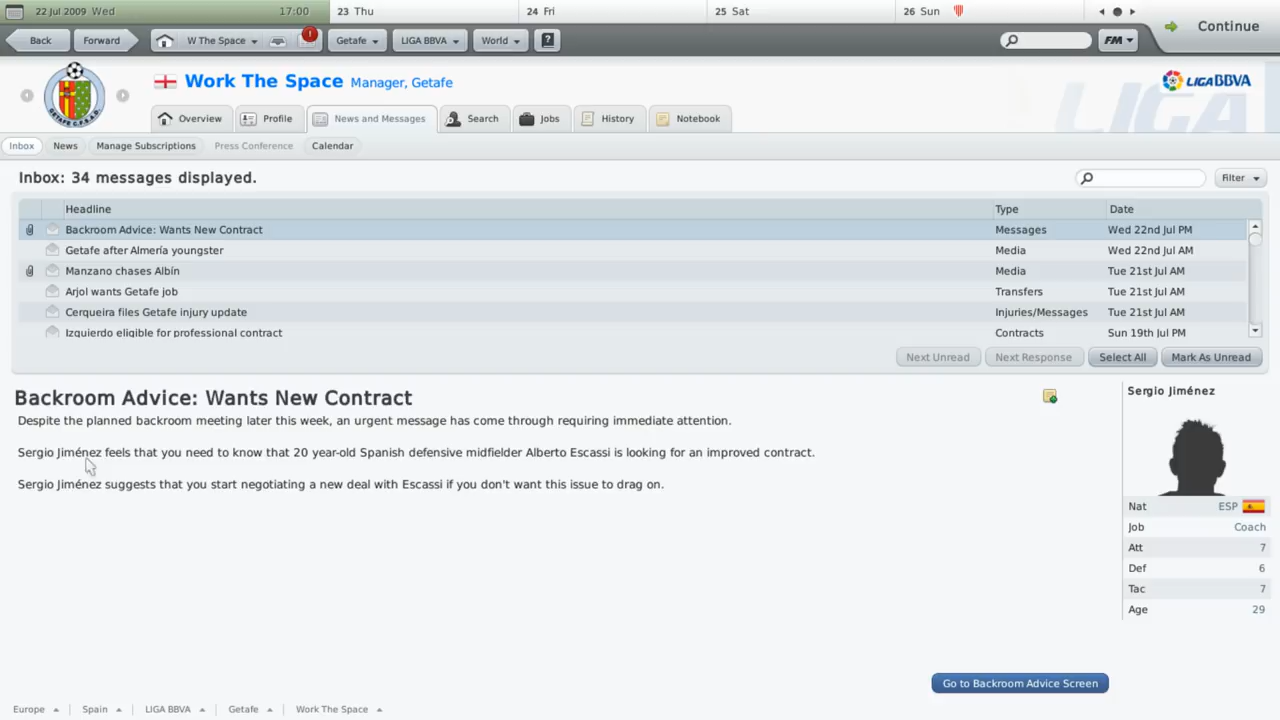 22 Jul 2009 Wed 17:00 23 Thu 24 Fri 25 Sat 26 Sun
Continue
Back Forward W The Space ! Getafe LIGA BBVA World ? FM
Work The Space Manager, Getafe
LIGA BBVA
Overview Profile News and Messages Search Jobs History Notebook
Inbox News Manage Subscriptions Press Conference Calendar
Inbox: 34 messages displayed. Filter
Headline Type Date
Backroom Advice: Wants New Contract Messages Wed 22nd Jul PM
Getafe after Almería youngster Media Wed 22nd Jul AM
Manzano chases Albín Media Tue 21st Jul AM
Arjol wants Getafe job Transfers Tue 21st Jul AM
Cerqueira files Getafe injury update Injuries/Messages Tue 21st Jul AM
Izquierdo eligible for professional contract Contracts Sun 19th Jul PM
Next Unread Next Response Select All Mark As Unread
Backroom Advice: Wants New Contract
Despite the planned backroom meeting later this week, an urgent message has come through requiring immediate attention.
Sergio Jiménez feels that you need to know that 20 year-old Spanish defensive midfielder Alberto Escassi is looking for an improved contract.
Sergio Jiménez suggests that you start negotiating a new deal with Escassi if you don't want this issue to drag on.
Sergio Jiménez
Nat ESP
Job Coach
Att 7
Def 6
Tac 7
Age 29
Go to Backroom Advice Screen
Europe Spain LIGA BBVA Getafe Work The Space